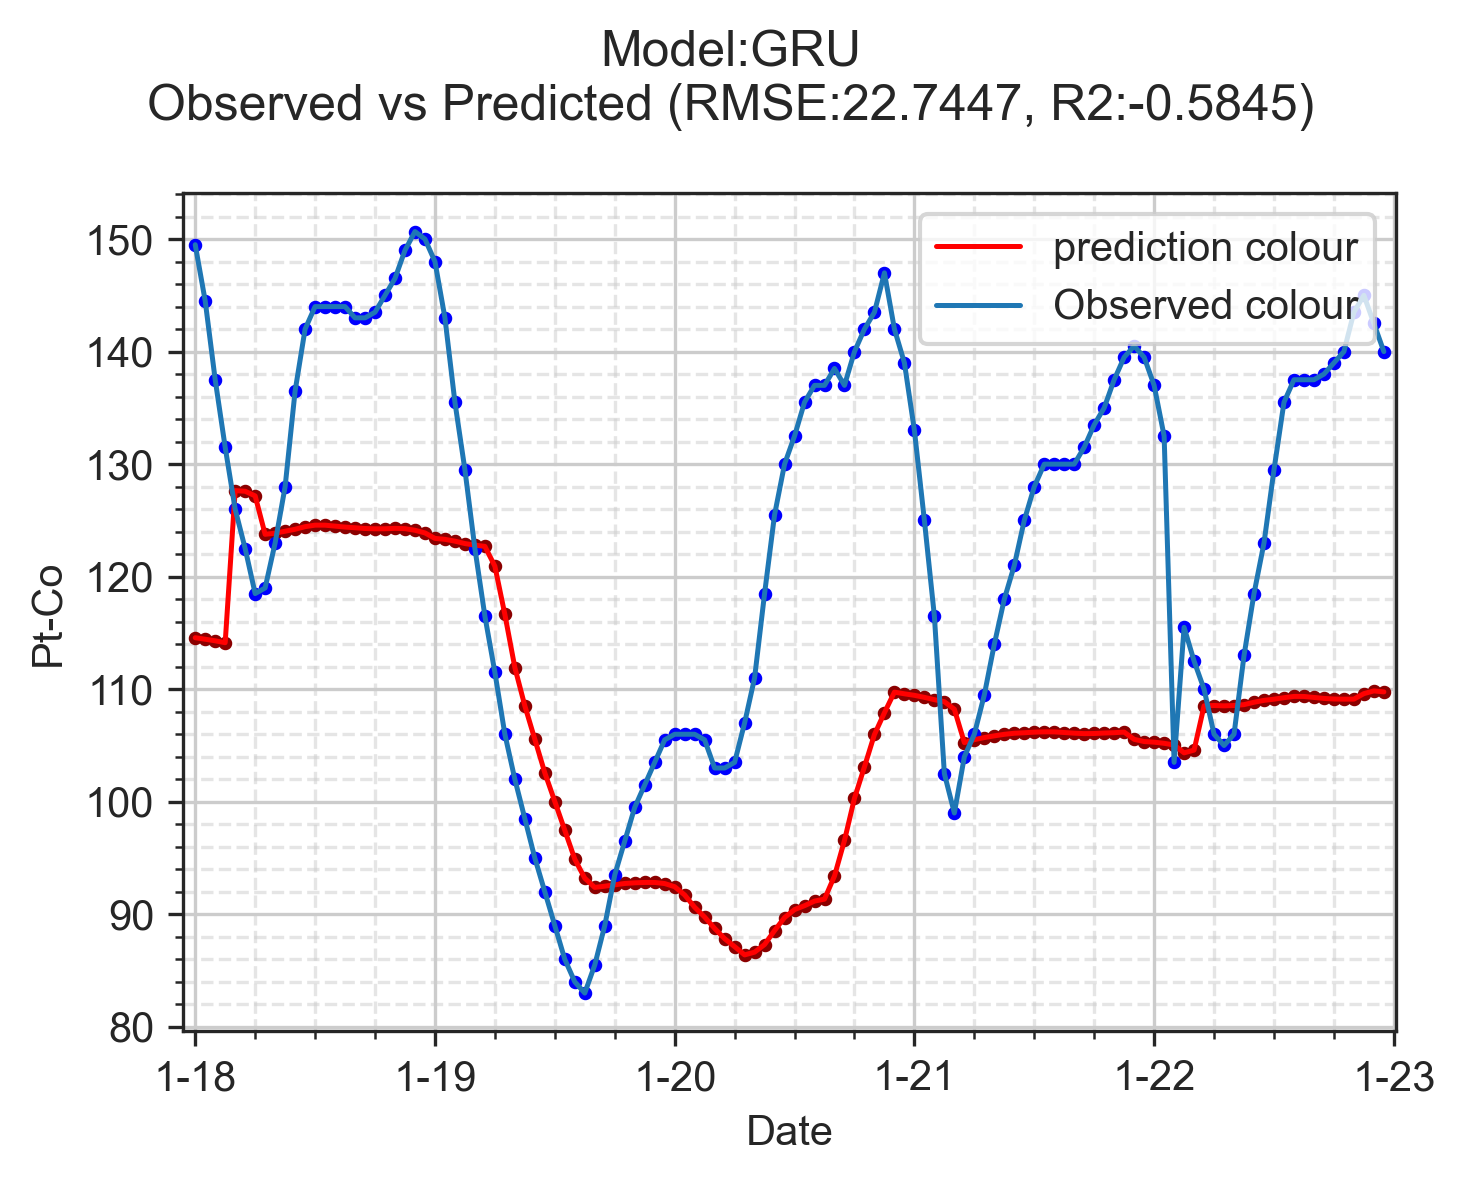 Model:GRU
Observed vs Predicted (RMSE:22.7447, R2:-0.5845)
prediction colour
Observed colour
150
140
130
120
110
100
90
80
Pt-Co
1-18
1-19
1-20
1-21
1-22
1-23
Date